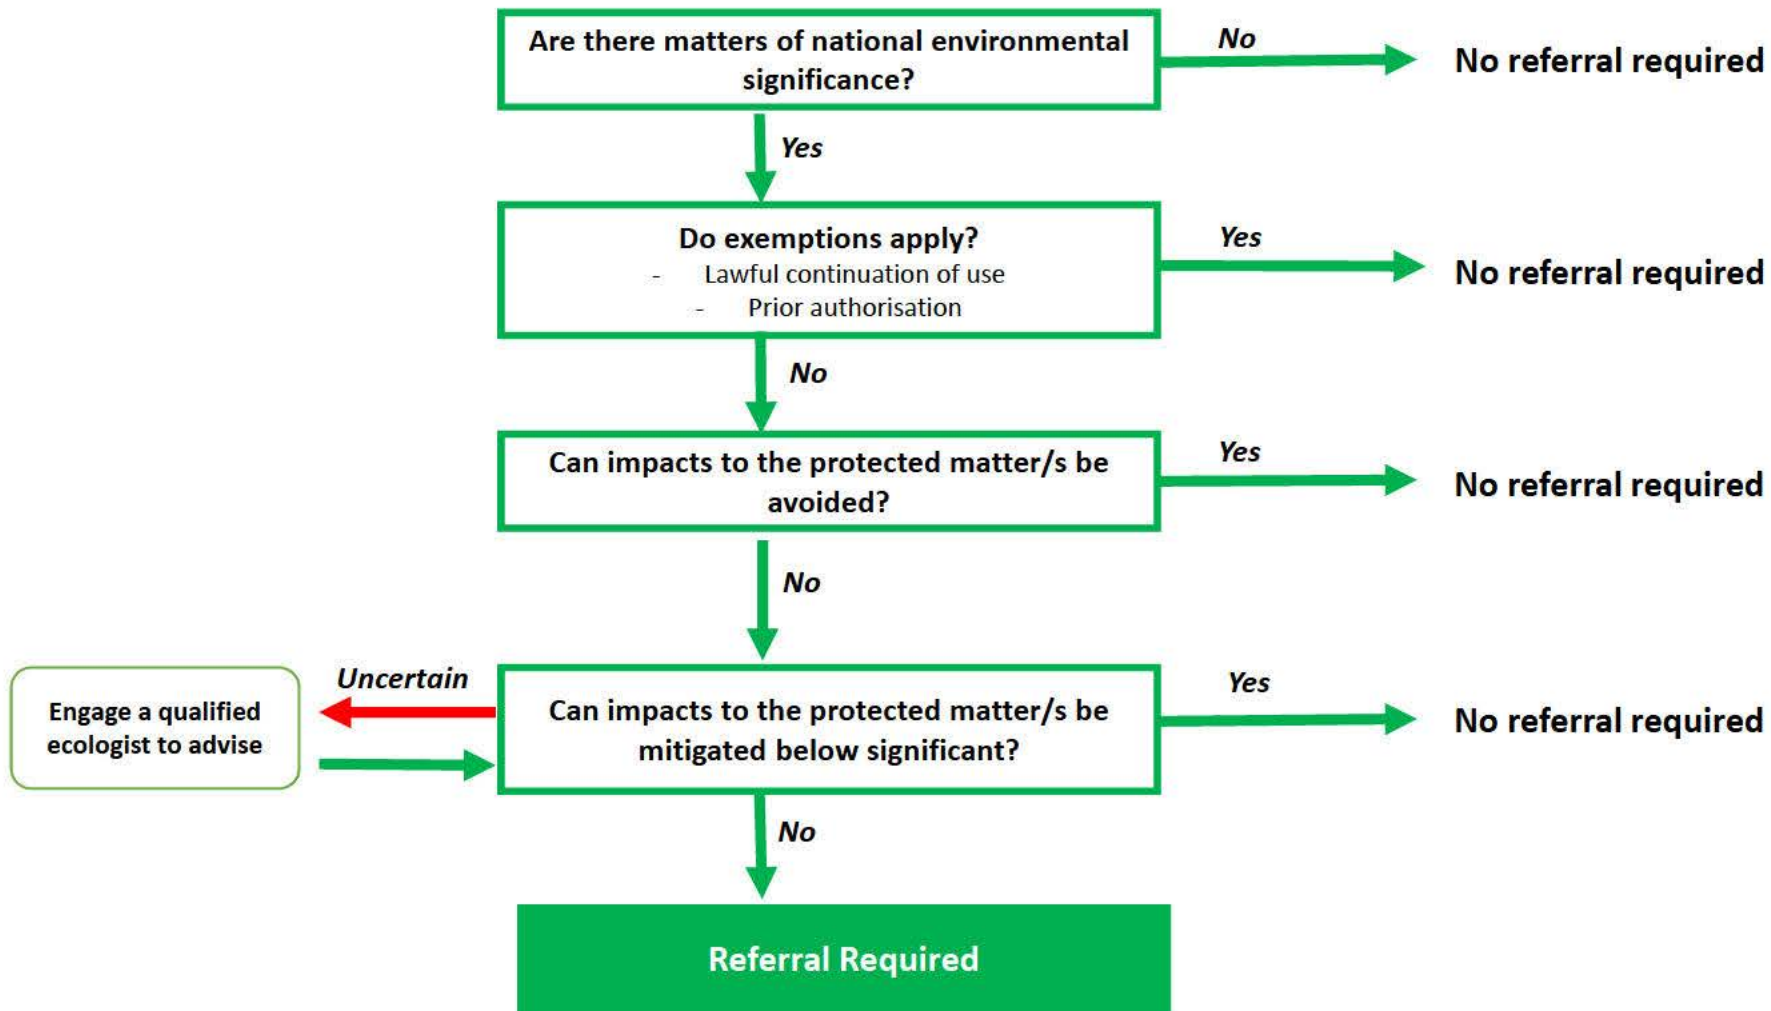 Are there matters of national environmental
significance?
No
No referral required
Yes
Do exemptions apply?
- Lawful continuation of use
- Prior authorisation
Yes
No referral required
No
Can impacts to the protected matter/s be
avoided?
Yes
No referral required
No
Engage a qualified
ecologist to advise
Uncertain
Can impacts to the protected matter/s be
mitigated below significant?
Yes
No referral required
No
Referral Required